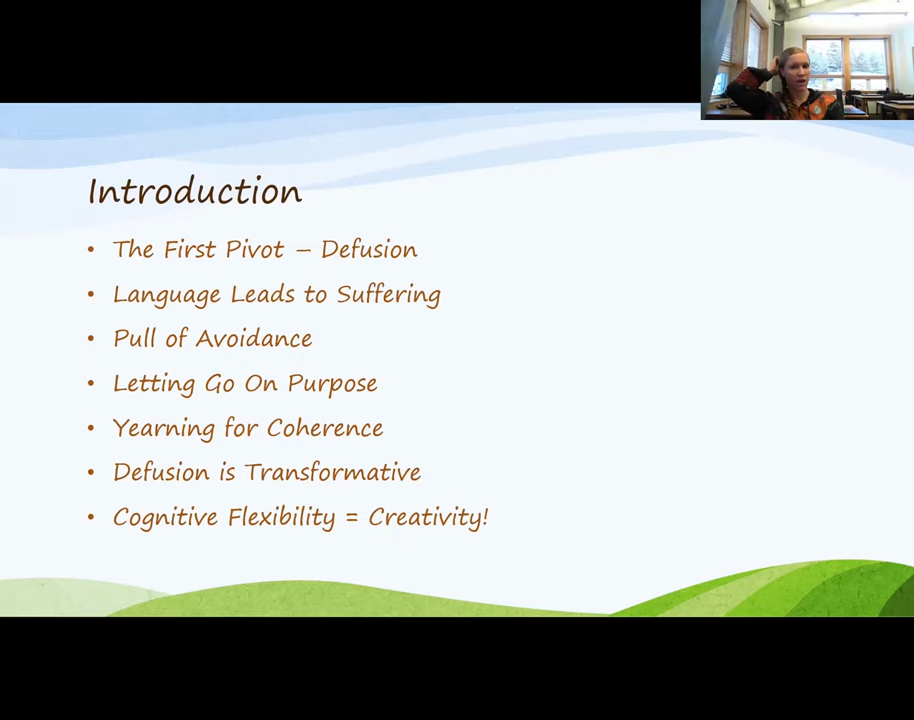 Introduction
• The First Pivot – Defusion
• Language Leads to Suffering
• Pull of Avoidance
• Letting Go On Purpose
• Yearning for Coherence
• Defusion is Transformative
• Cognitive Flexibility = Creativity!